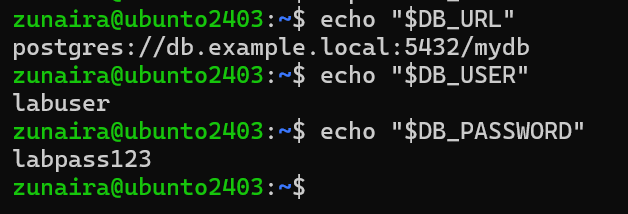 zunaira@ubunto2403:~$ echo "$DB_URL"
postgres://db.example.local:5432/mydb
zunaira@ubunto2403:~$ echo "$DB_USER"
labuser
zunaira@ubunto2403:~$ echo "$DB_PASSWORD"
labpass123
zunaira@ubunto2403:~$